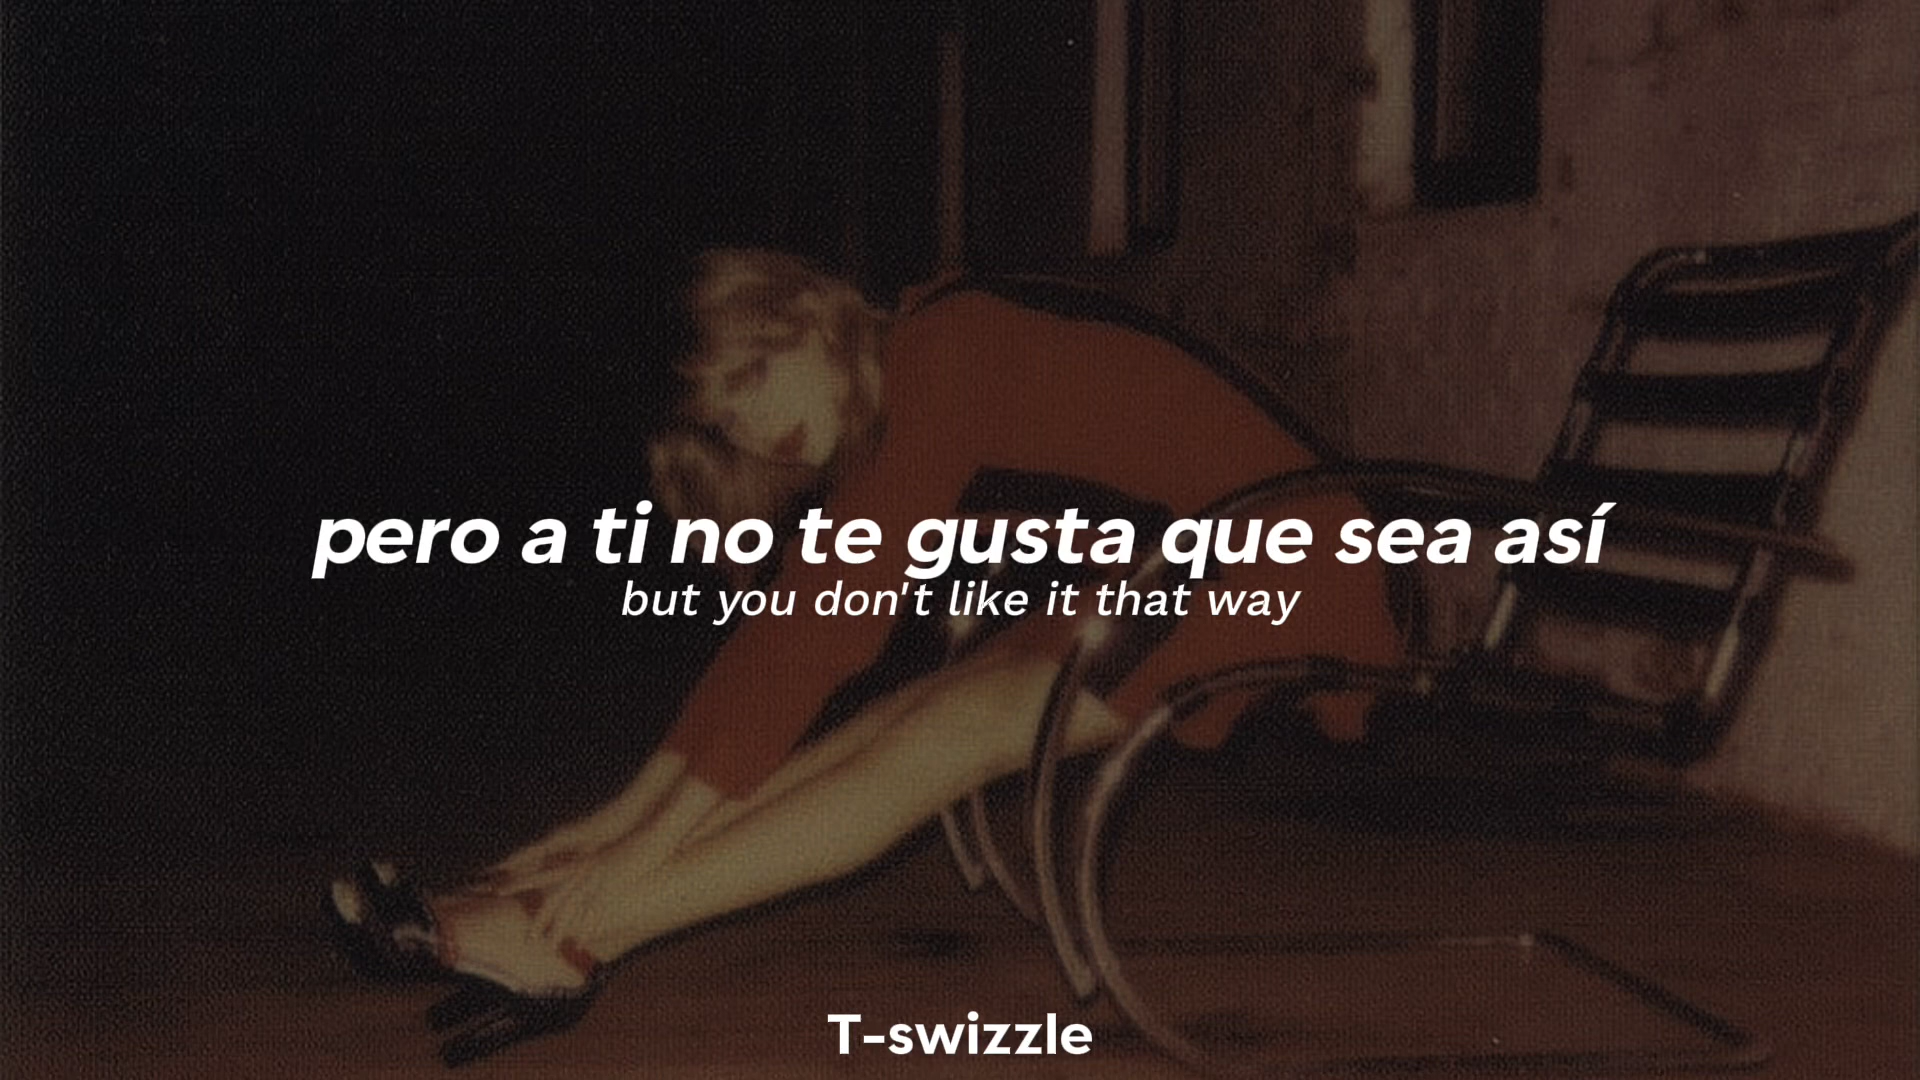 pero a ti no te gusta que sea así
but you don't like it that way
T-swizzle